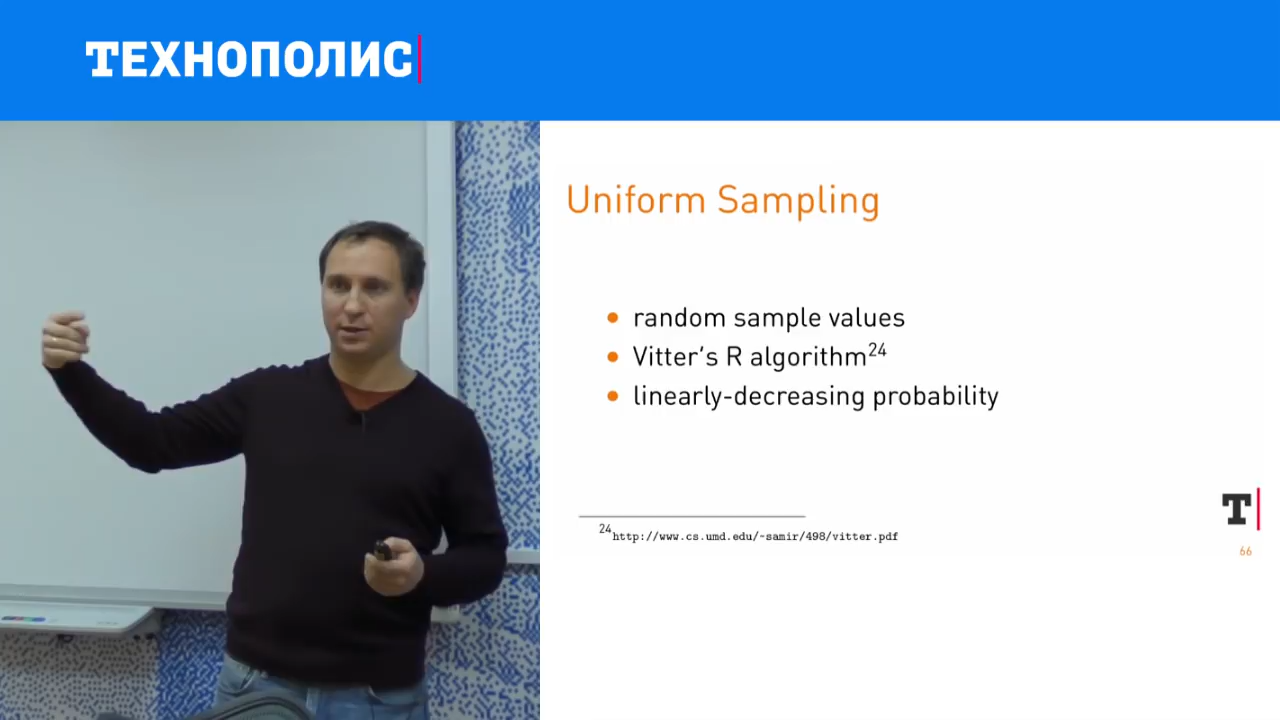 ТЕХНОПОЛИС
Uniform Sampling
• random sample values
• Vitter's R algorithm24
• linearly-decreasing probability
T
24http://www.cs.umd.edu/~samir/498/vitter.pdf
66